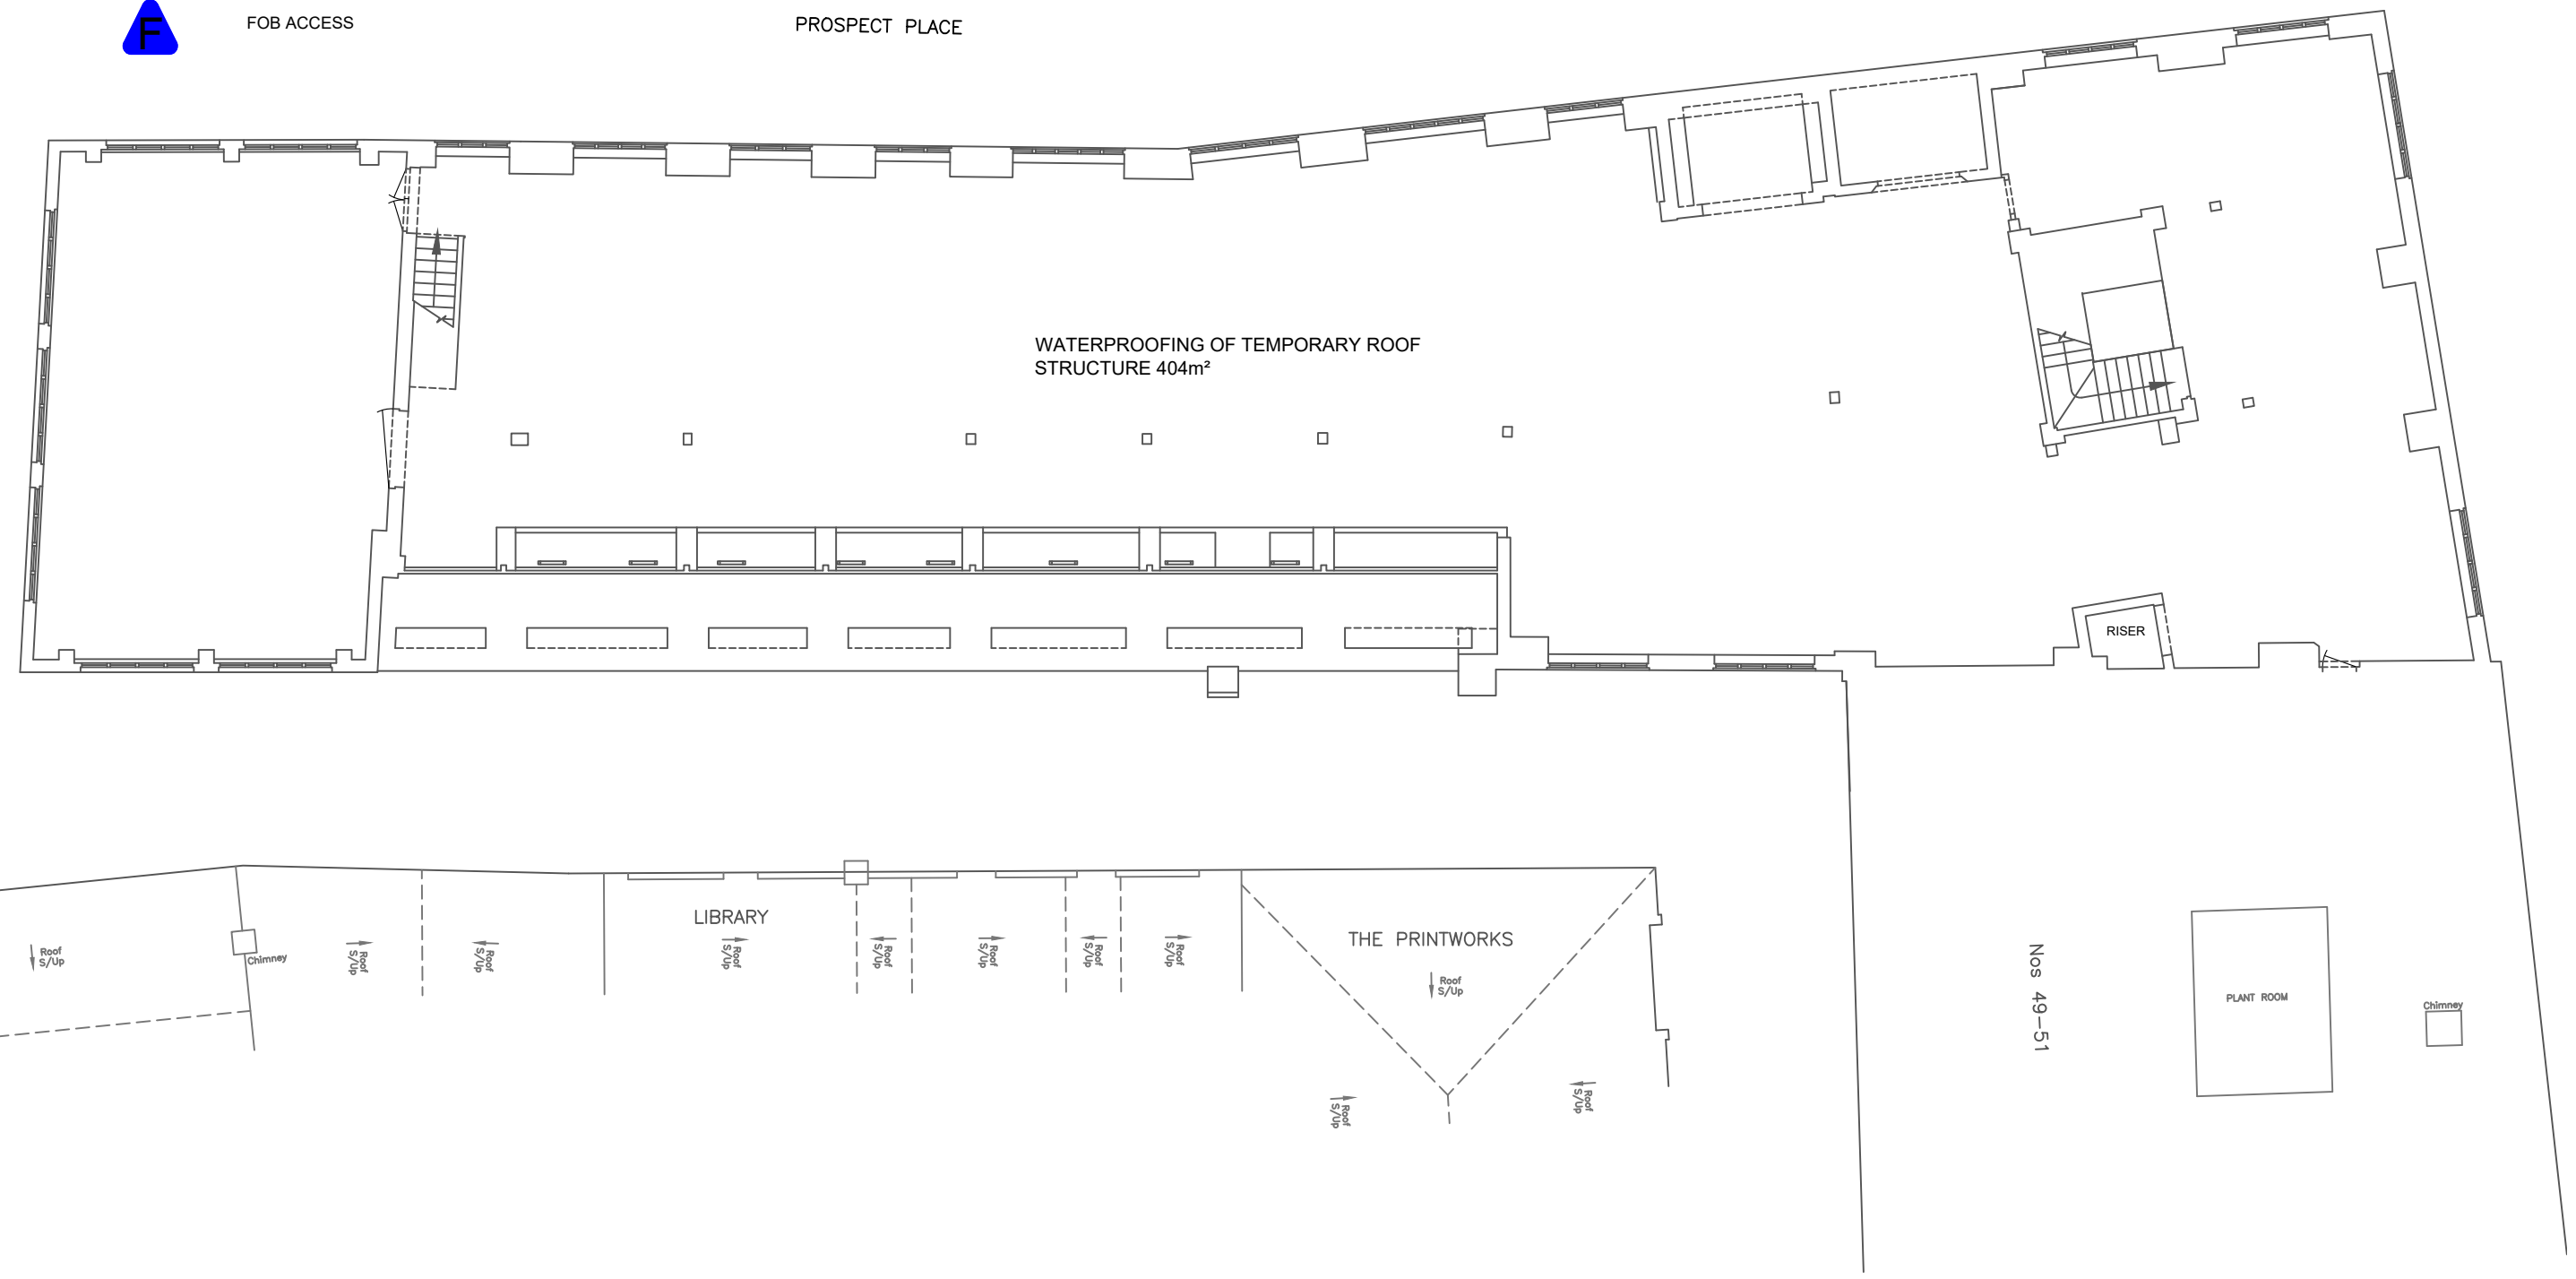 F
FOB ACCESS
PROSPECT PLACE
WATERPROOFING OF TEMPORARY ROOF
STRUCTURE 404m²
RISER
LIBRARY
THE PRINTWORKS
Roof
S/Up
Chimney
Roof
S/Up
Roof
S/Up
Roof
S/Up
Roof
S/Up
Roof
S/Up
Roof
S/Up
Roof
S/Up
Roof
S/Up
Nos 49-51
PLANT ROOM
Chimney
Roof
S/Up
Roof
S/Up